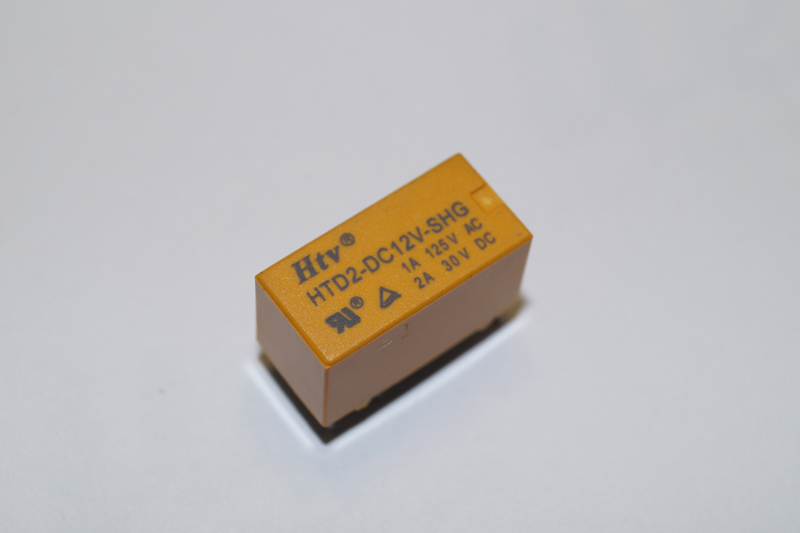 Htv®
HTD2-DC12V-SHG
1A 125V AC
2A 30V DC